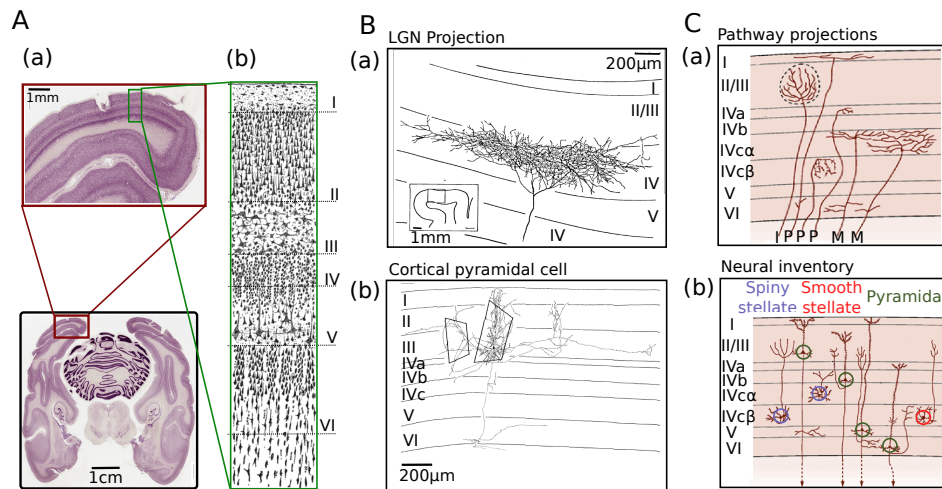 A
(a)
1mm
1cm
(b)
I
II
III
IV
V
VI
B
LGN Projection
(a)
200µm
I
II/III
IV
V
IV
1mm
Cortical pyramidal cell
(b)
I
II
III
IVa
IVb
IVc
V
VI
200µm
C
Pathway projections
(a)
I
II/III
IVa
IVb
IVcα
IVcβ
V
VI
I P P P M M
Neural inventory
(b)
Spiny stellate
Smooth stellate
Pyramida
I
II/III
IVa
IVb
IVcα
IVcβ
V
VI